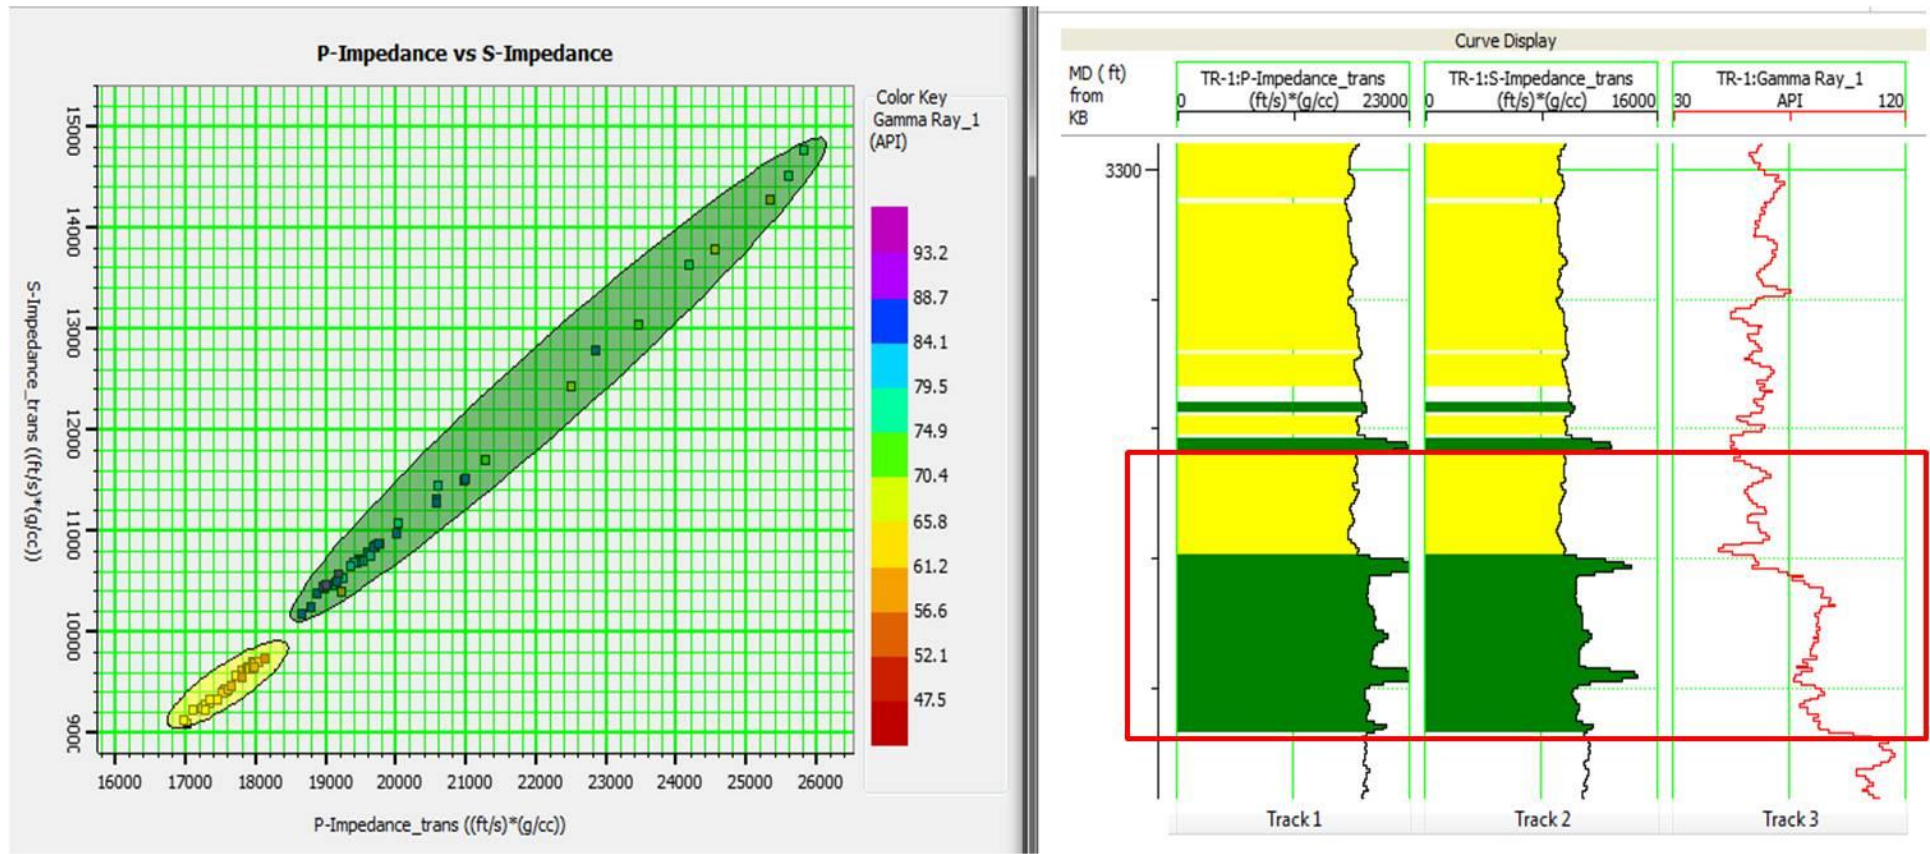 P-Impedance vs S-Impedance
Color Key
Gamma Ray_1
(API)
93.2
88.7
84.1
79.5
74.9
70.4
65.8
61.2
56.6
52.1
47.5
S-Impedance_trans ((ft/s)*(g/cc))
15000
14000
13000
12000
11000
10000
9000
16000 17000 18000 19000 20000 21000 22000 23000 24000 25000 26000
P-Impedance_trans ((ft/s)*(g/cc))
Curve Display
MD ( ft)
from
KB
TR-1:P-Impedance_trans
0 (ft/s)*(g/cc) 23000
TR-1:S-Impedance_trans
0 (ft/s)*(g/cc) 16000
TR-1:Gamma Ray_1
30 API 120
3300
Track 1 Track 2 Track 3